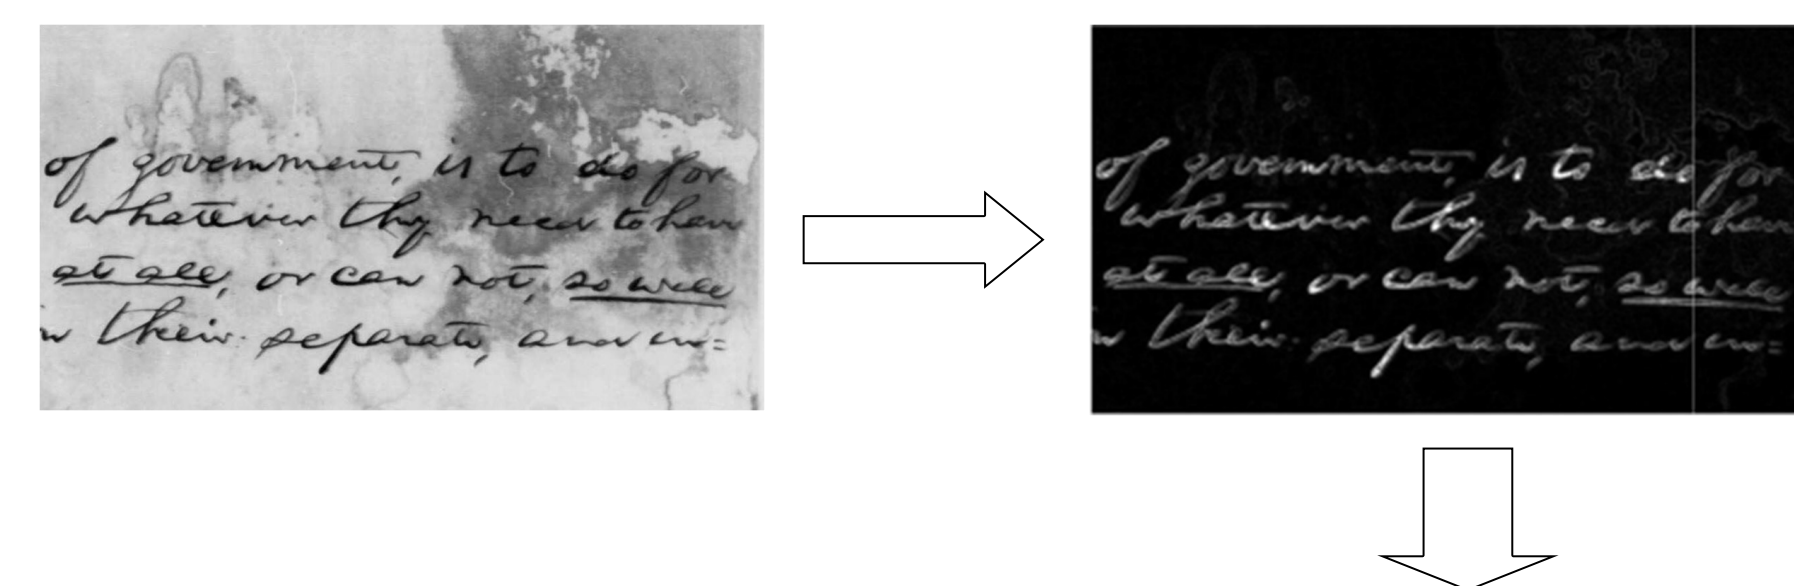 of government, is to do for
whatever they need to have
at all, or can not, so well
in their separate, and in=
of government, is to do for
whatever they need to have
at all, or can not, so well
in their separate, and in=